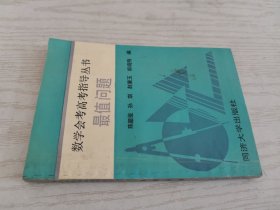 数学会考高考指导丛书
最值问题
编
同济大学出版社